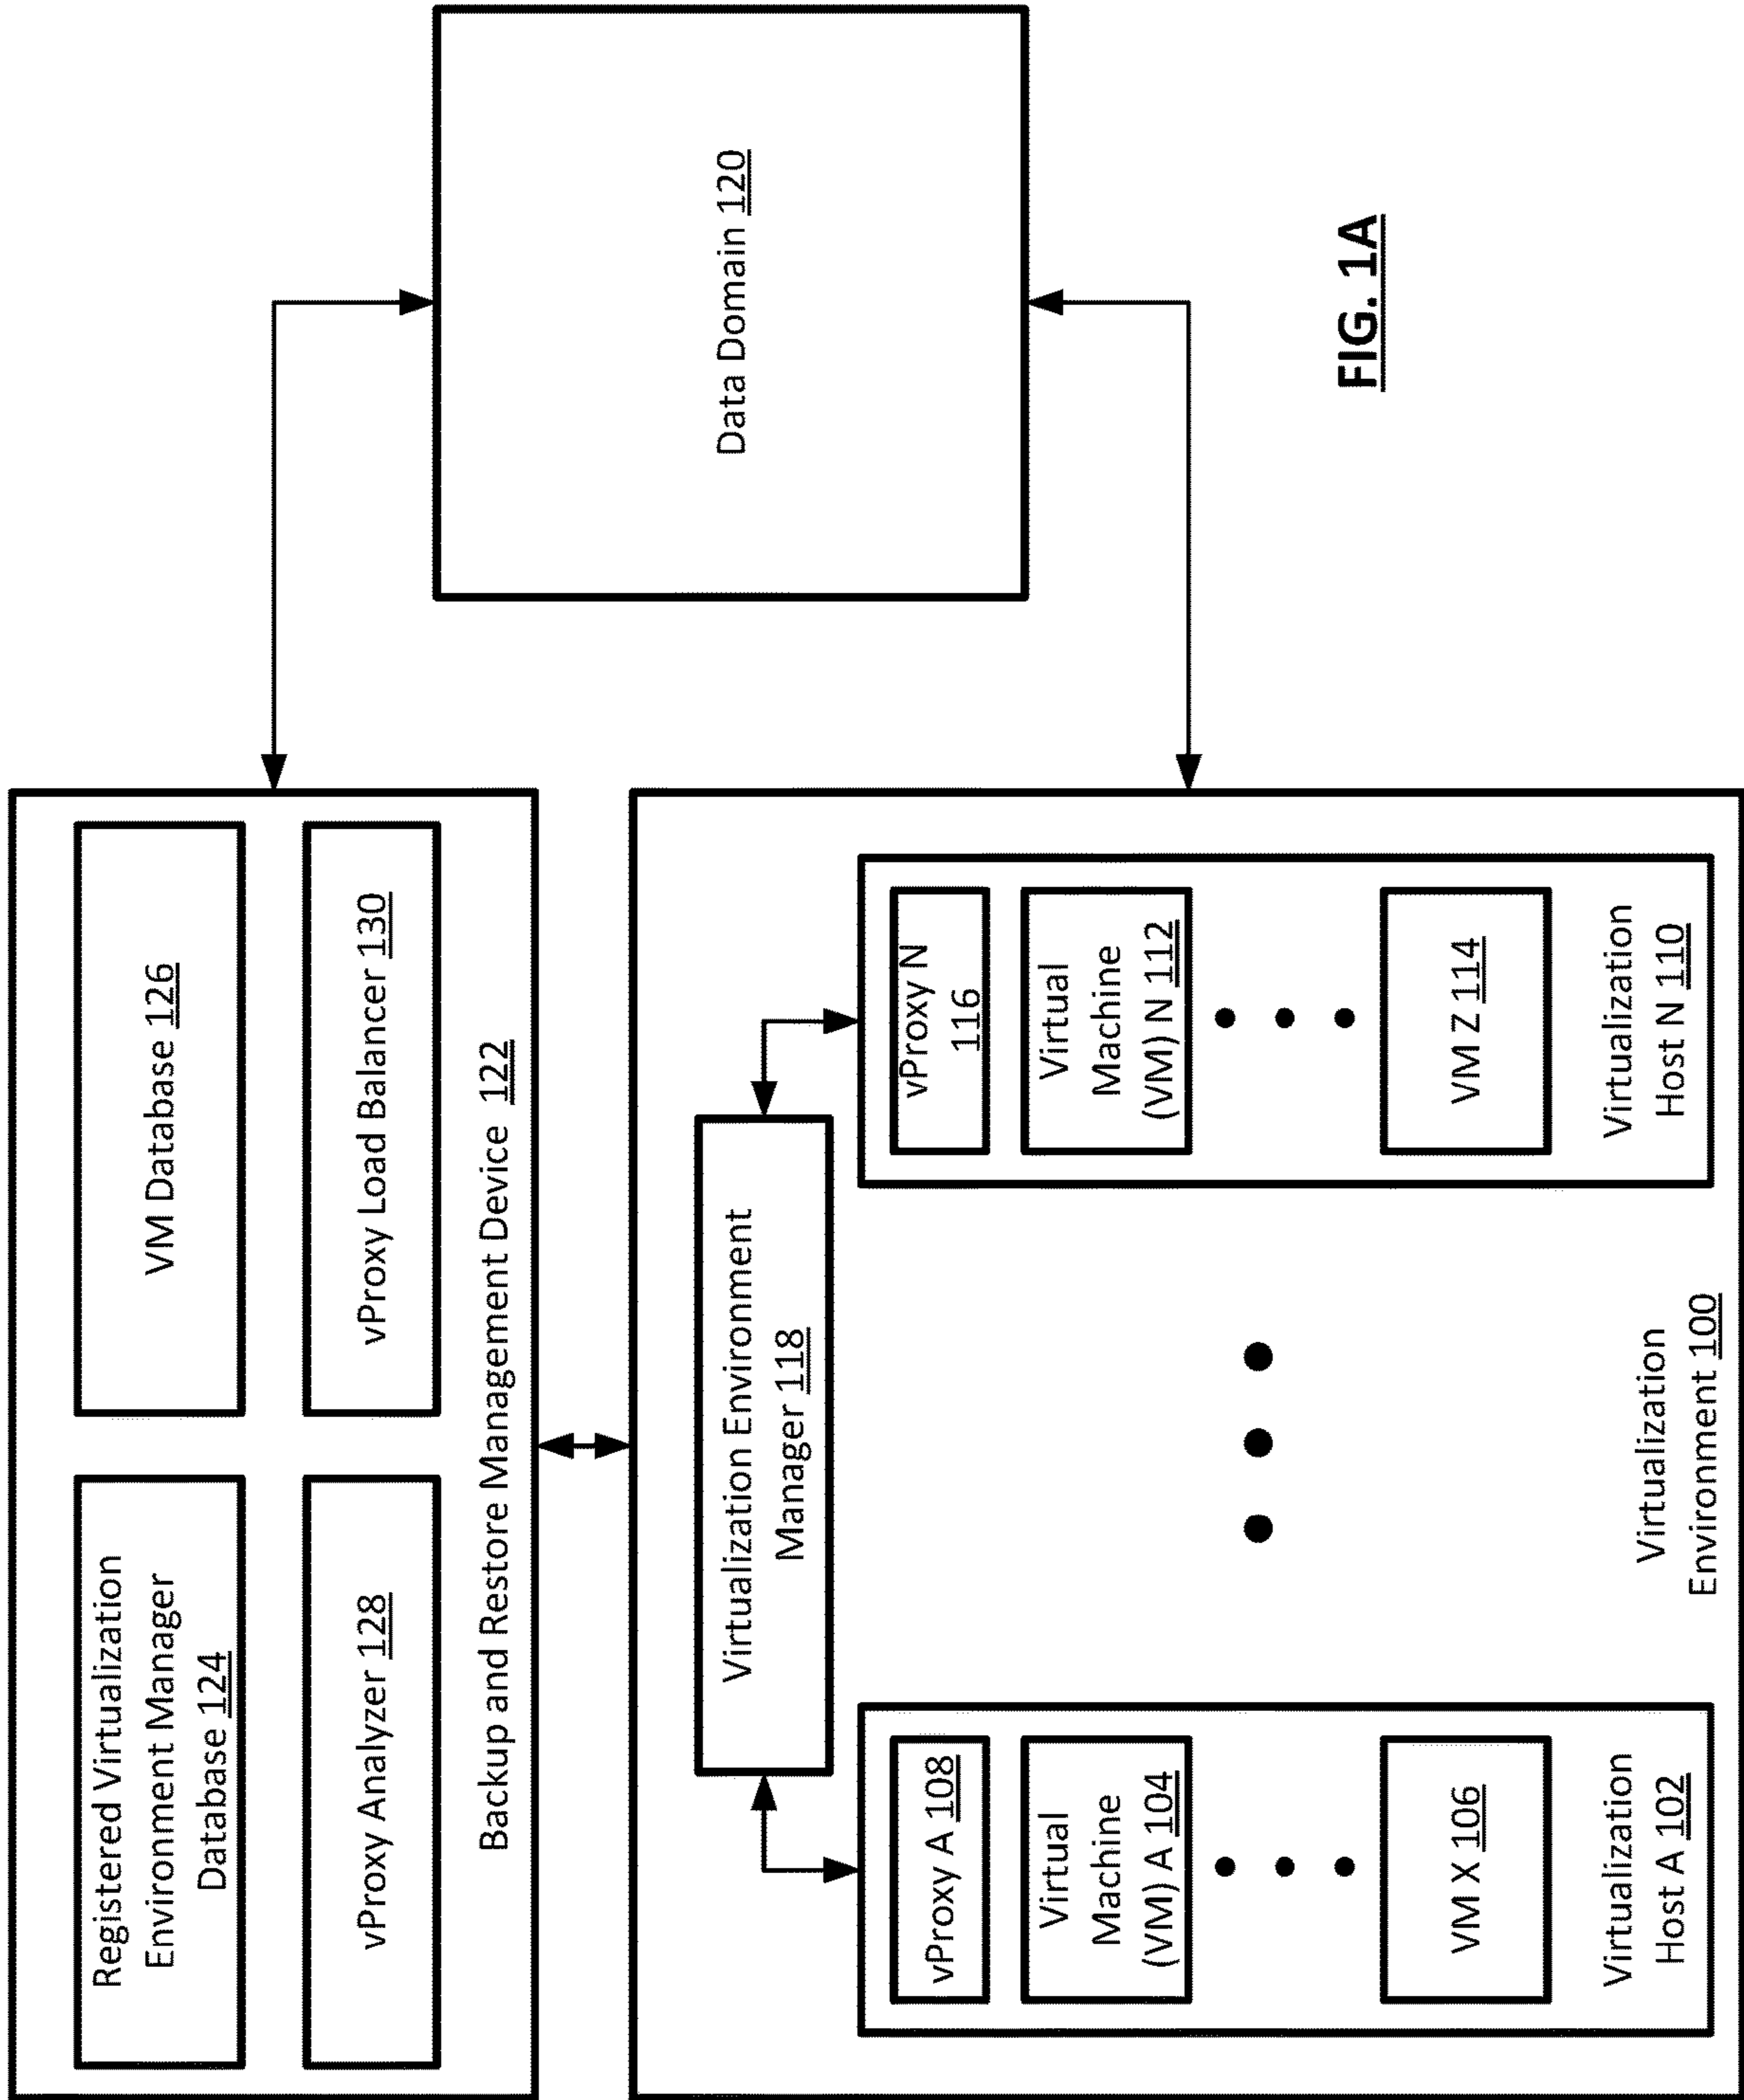 Registered Virtualization
Environment Manager
Database 124
VM Database 126
vProxy Analyzer 128
vProxy Load Balancer 130
Backup and Restore Management Device 122
Data Domain 120
Virtualization Environment
Manager 118
vProxy A 108
Virtual
Machine
(VM) A 104
VM X 106
Virtualization
Host A 102
vProxy N
116
Virtual
Machine
(VM) N 112
VM Z 114
Virtualization
Host N 110
Virtualization
Environment 100
FIG. 1A